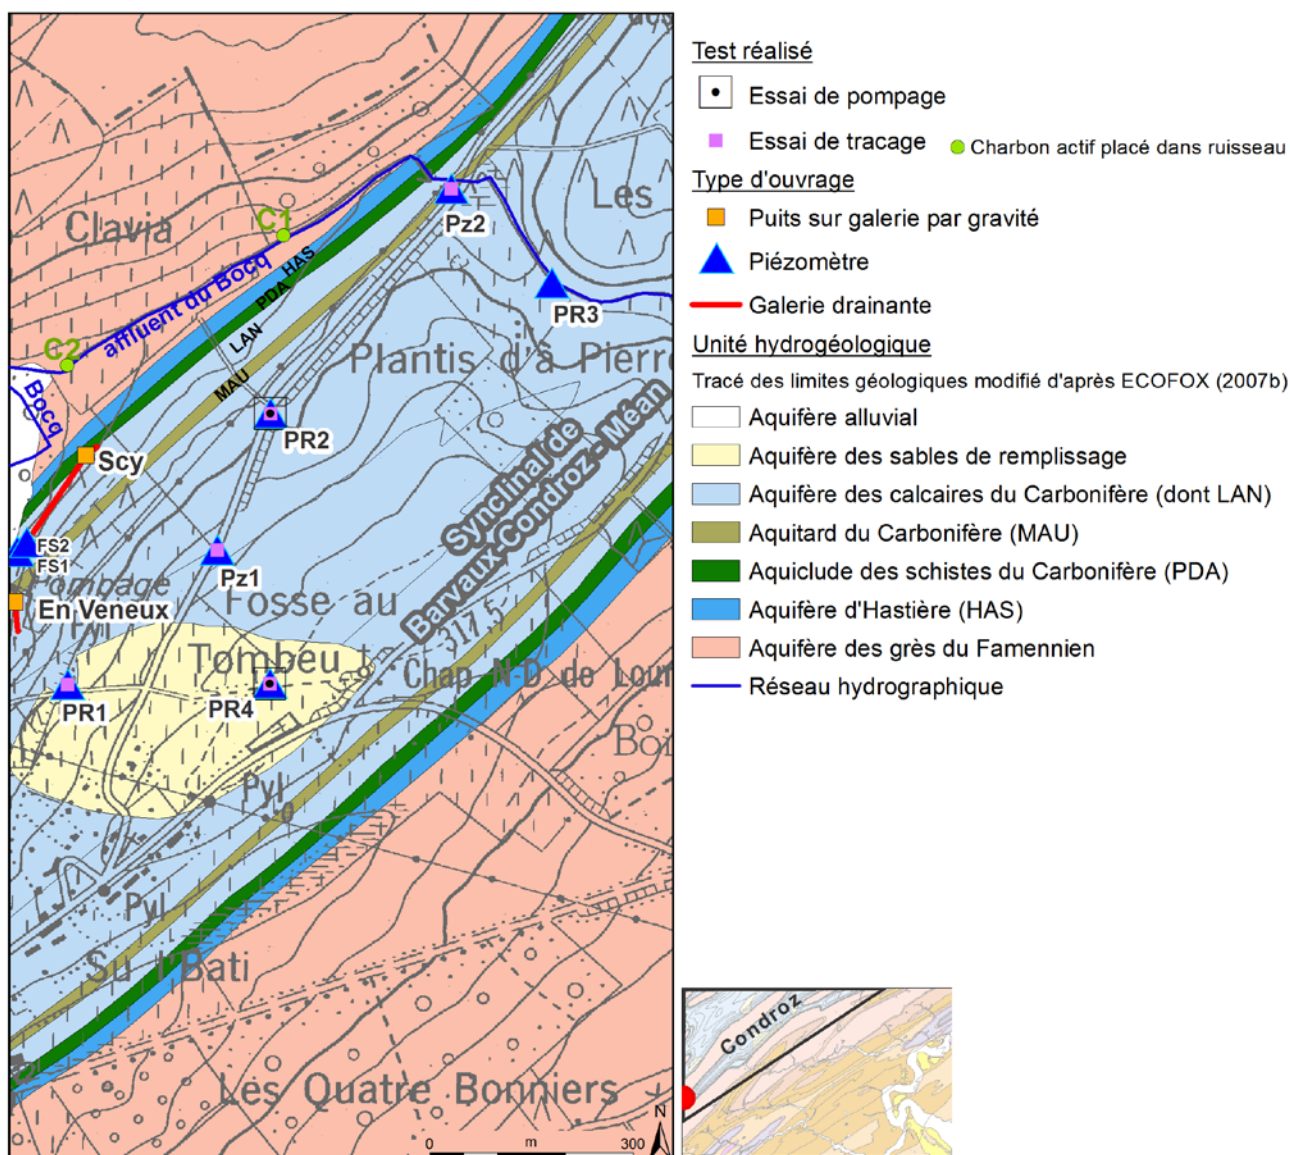 Clavia
C1
HAS
PDA
affluent du Bocq
LAN
C2
MAU
Bocq
Les
Pz2
PR3
Plantis d'à Pierre
PR2
Synclinal de
Barvaux-Condroz - Méan
Scy
FS2
FS1
Pompage
En Veneux
Pyl
Pz1
Fosse au
317.5
Tombeu
Chap N-D de Lour
PR1
PR4
Boi
Pyl
Pyl
Su l'Bati
Les Quatre Bonniers
N
0 m 300
Test réalisé
Essai de pompage
Essai de tracage
Charbon actif placé dans ruisseau
Type d'ouvrage
Puits sur galerie par gravité
Piézomètre
Galerie drainante
Unité hydrogéologique
Tracé des limites géologiques modifié d'après ECOFOX (2007b)
Aquifère alluvial
Aquifère des sables de remplissage
Aquifère des calcaires du Carbonifère (dont LAN)
Aquitard du Carbonifère (MAU)
Aquiclude des schistes du Carbonifère (PDA)
Aquifère d'Hastière (HAS)
Aquifère des grès du Famennien
Réseau hydrographique
Condroz